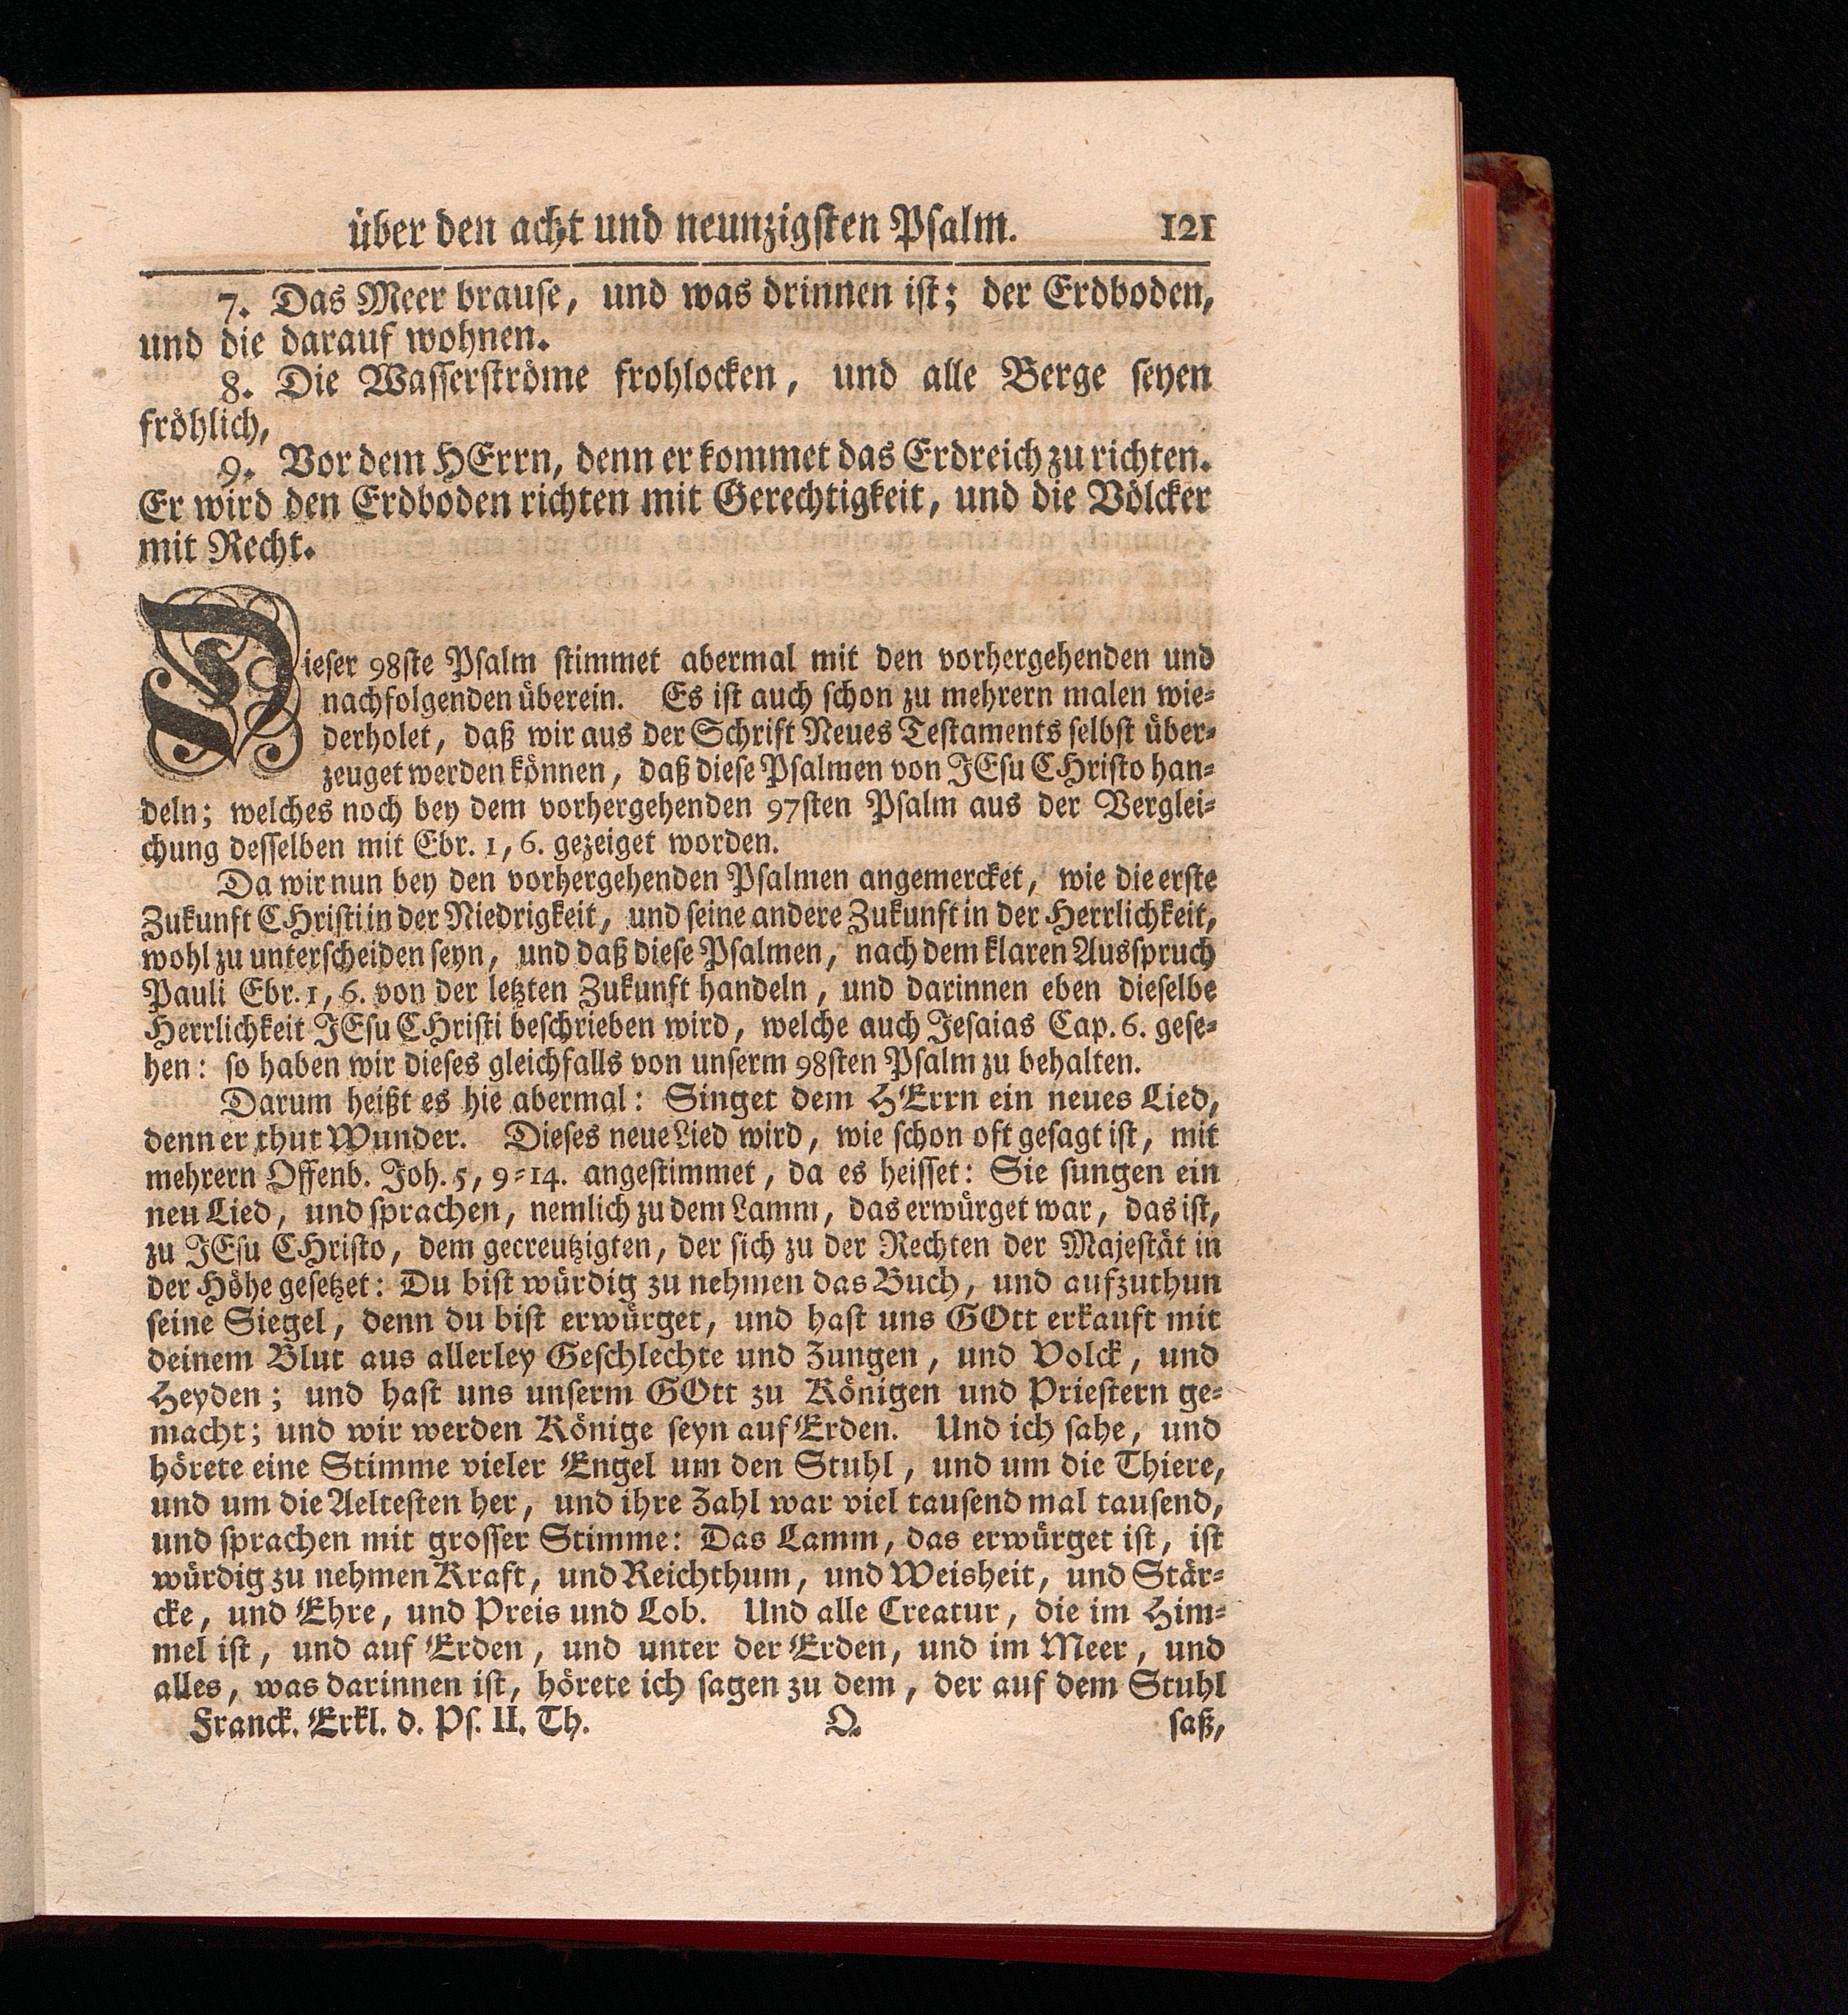 über den acht und neunzigsten Psalm. 121
7. Das Meer brause, und was drinnen ist; der Erdboden,
und die darauf wohnen.
8. Die Wasserströme frohlocken, und alle Berge seyen
fröhlich,
9. Vor dem HErrn, denn er kommet das Erdreich zu richten.
Er wird den Erdboden richten mit Gerechtigkeit, und die Völcker
mit Recht.
Dieser 98ste Psalm stimmet abermal mit den vorhergehenden und
nachfolgenden überein. Es ist auch schon zu mehrern malen wie-
derholet, daß wir aus der Schrift Neues Testaments selbst über-
zeuget werden können, daß diese Psalmen von JEsu CHristo han-
deln; welches noch bey dem vorhergehenden 97sten Psalm aus der Verglei-
chung desselben mit Ebr. 1, 6. gezeiget worden.
Da wir nun bey den vorhergehenden Psalmen angemercket, wie die erste
Zukunft CHristi in der Niedrigkeit, und seine andere Zukunft in der Herrlichkeit,
wohl zu unterscheiden seyn, und daß diese Psalmen, nach dem klaren Ausspruch
Pauli Ebr. 1, 6. von der letzten Zukunft handeln, und darinnen eben dieselbe
Herrlichkeit JEsu CHristi beschrieben wird, welche auch Jesaias Cap. 6. gese-
hen: so haben wir dieses gleichfalls von unserm 98sten Psalm zu behalten.
Darum heißt es hie abermal: Singet dem HErrn ein neues Lied,
denn er thut Wunder. Dieses neue Lied wird, wie schon oft gesagt ist, mit
mehrern Offenb. Joh. 5, 9-14. angestimmet, da es heisset: Sie sungen ein
neu Lied, und sprachen, nemlich zu dem Lamm, das erwürget war, das ist,
zu JEsu CHristo, dem gecreutzigten, der sich zu der Rechten der Majestät in
der Höhe gesetzet: Du bist würdig zu nehmen das Buch, und aufzuthun
seine Siegel, denn du bist erwürget, und hast uns GOtt erkauft mit
deinem Blut aus allerley Geschlechte und Zungen, und Volck, und
Heyden; und hast uns unserm GOtt zu Königen und Priestern ge-
macht; und wir werden Könige seyn auf Erden. Und ich sahe, und
hörete eine Stimme vieler Engel um den Stuhl, und um die Thiere,
und um die Aeltesten her, und ihre Zahl war viel tausend mal tausend,
und sprachen mit grosser Stimme: Das Lamm, das erwürget ist, ist
würdig zu nehmen Kraft, und Reichthum, und Weisheit, und Stär-
cke, und Ehre, und Preis und Lob. Und alle Creatur, die im Him-
mel ist, und auf Erden, und unter der Erden, und im Meer, und
alles, was darinnen ist, hörete ich sagen zu dem, der auf dem Stuhl
Franck. Erkl. d. Ps. II. Th. Q saß,